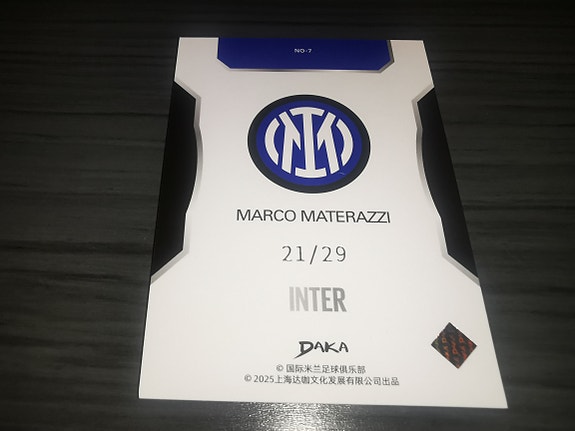 NO-7
MARCO MATERAZZI
21/29
INTER
DAKA
© 国际米兰足球俱乐部
© 2025上海达咖文化发展有限公司出品